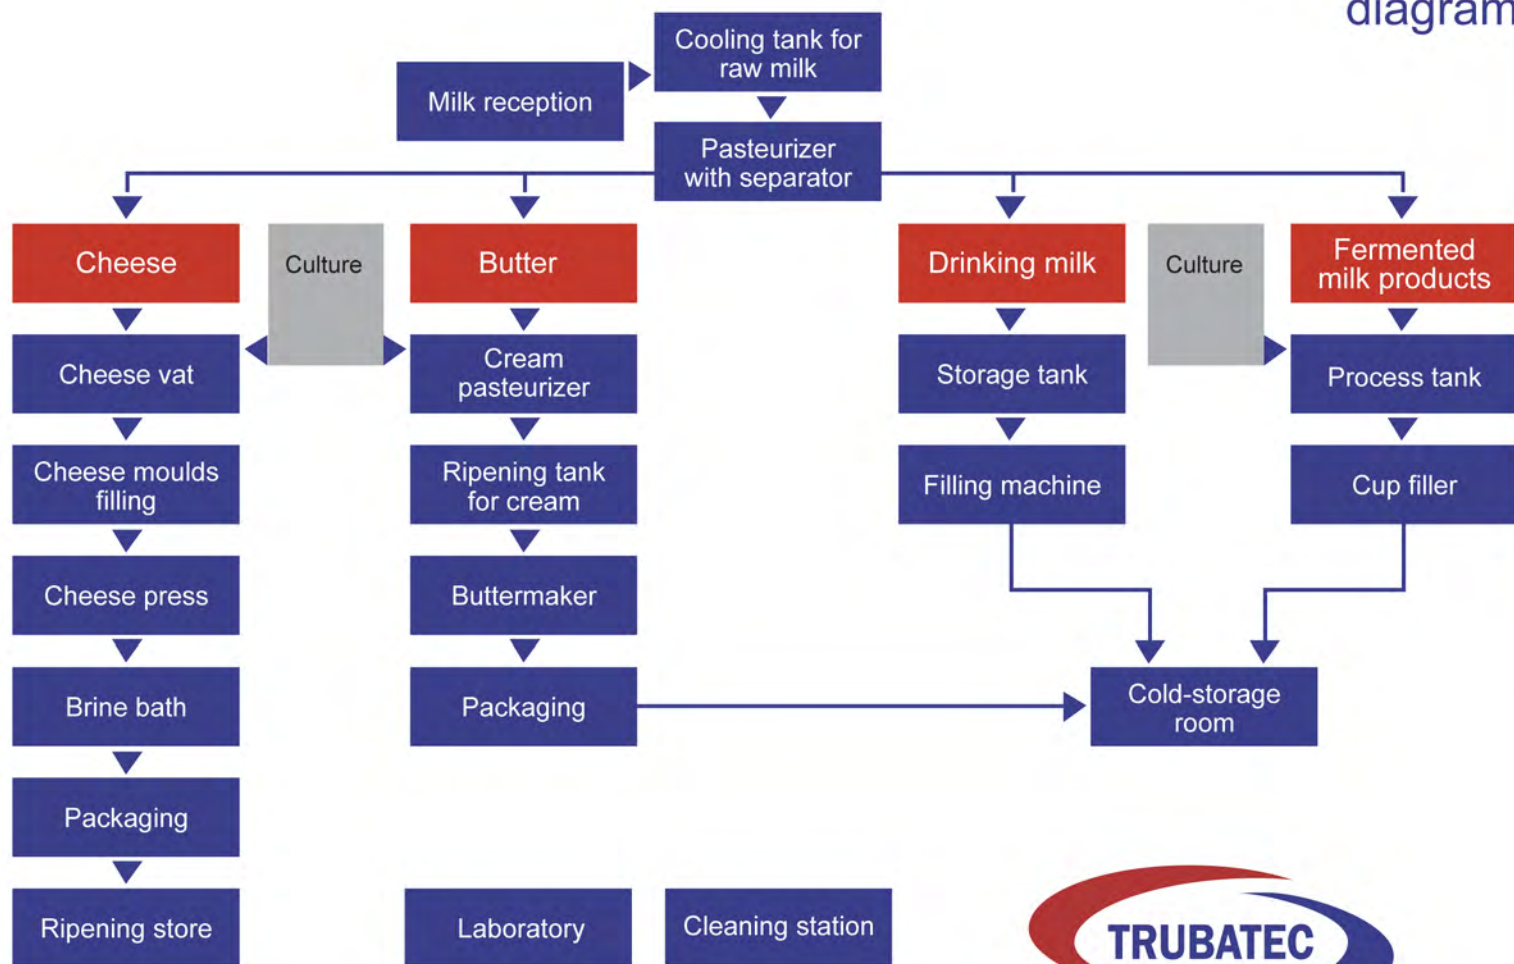 diagram
Cooling tank for
raw milk
Milk reception
Pasteurizer
with separator
Cheese
Culture
Butter
Drinking milk
Culture
Fermented
milk products
Cheese vat
Cream
pasteurizer
Storage tank
Process tank
Cheese moulds
filling
Ripening tank
for cream
Filling machine
Cup filler
Cheese press
Buttermaker
Brine bath
Packaging
Cold-storage
room
Packaging
Ripening store
Laboratory
Cleaning station
TRUBATEC